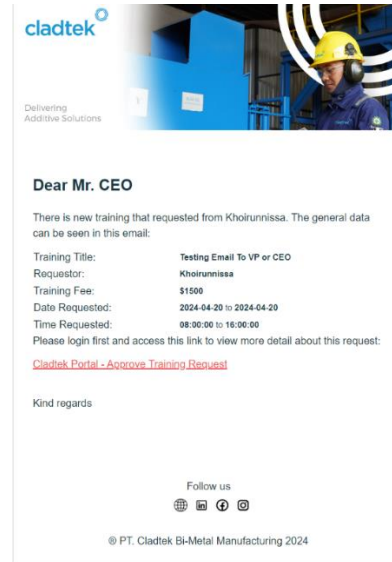 cladtek
Delivering
Additive Solutions
Dear Mr. CEO
There is new training that requested from Khoirunnissa. The general data
can be seen in this email:
Training Title: Testing Email To VP or CEO
Requestor: Khoirunnissa
Training Fee: $1500
Date Requested: 2024-04-20 to 2024-04-20
Time Requested: 08:00:00 to 16:00:00
Please login first and access this link to view more detail about this request:
Cladtek Portal - Approve Training Request
Kind regards
Follow us
® PT. Cladtek Bi-Metal Manufacturing 2024